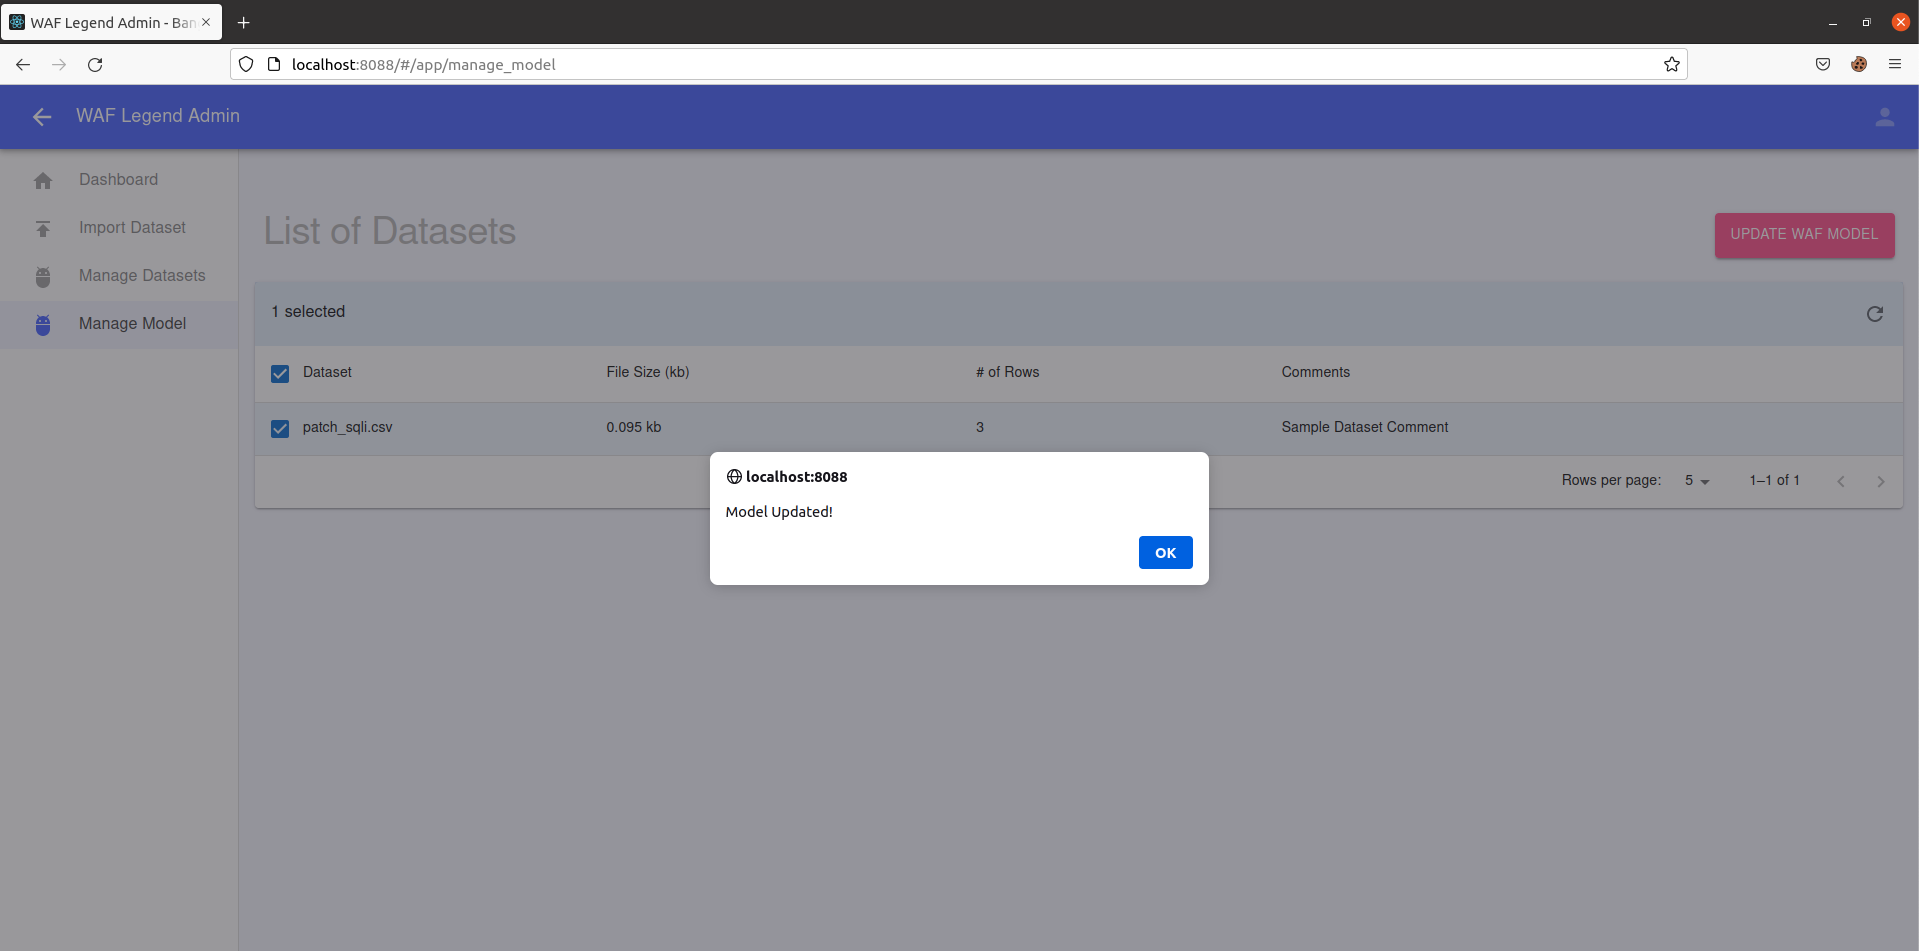 WAF Legend Admin - Ban
localhost:8088/#/app/manage_model
WAF Legend Admin
Dashboard
Import Dataset
Manage Datasets
Manage Model
List of Datasets
UPDATE WAF MODEL
1 selected
Dataset File Size (kb) # of Rows Comments
patch_sqli.csv 0.095 kb 3 Sample Dataset Comment
Rows per page: 5 1–1 of 1
localhost:8088
Model Updated!
OK